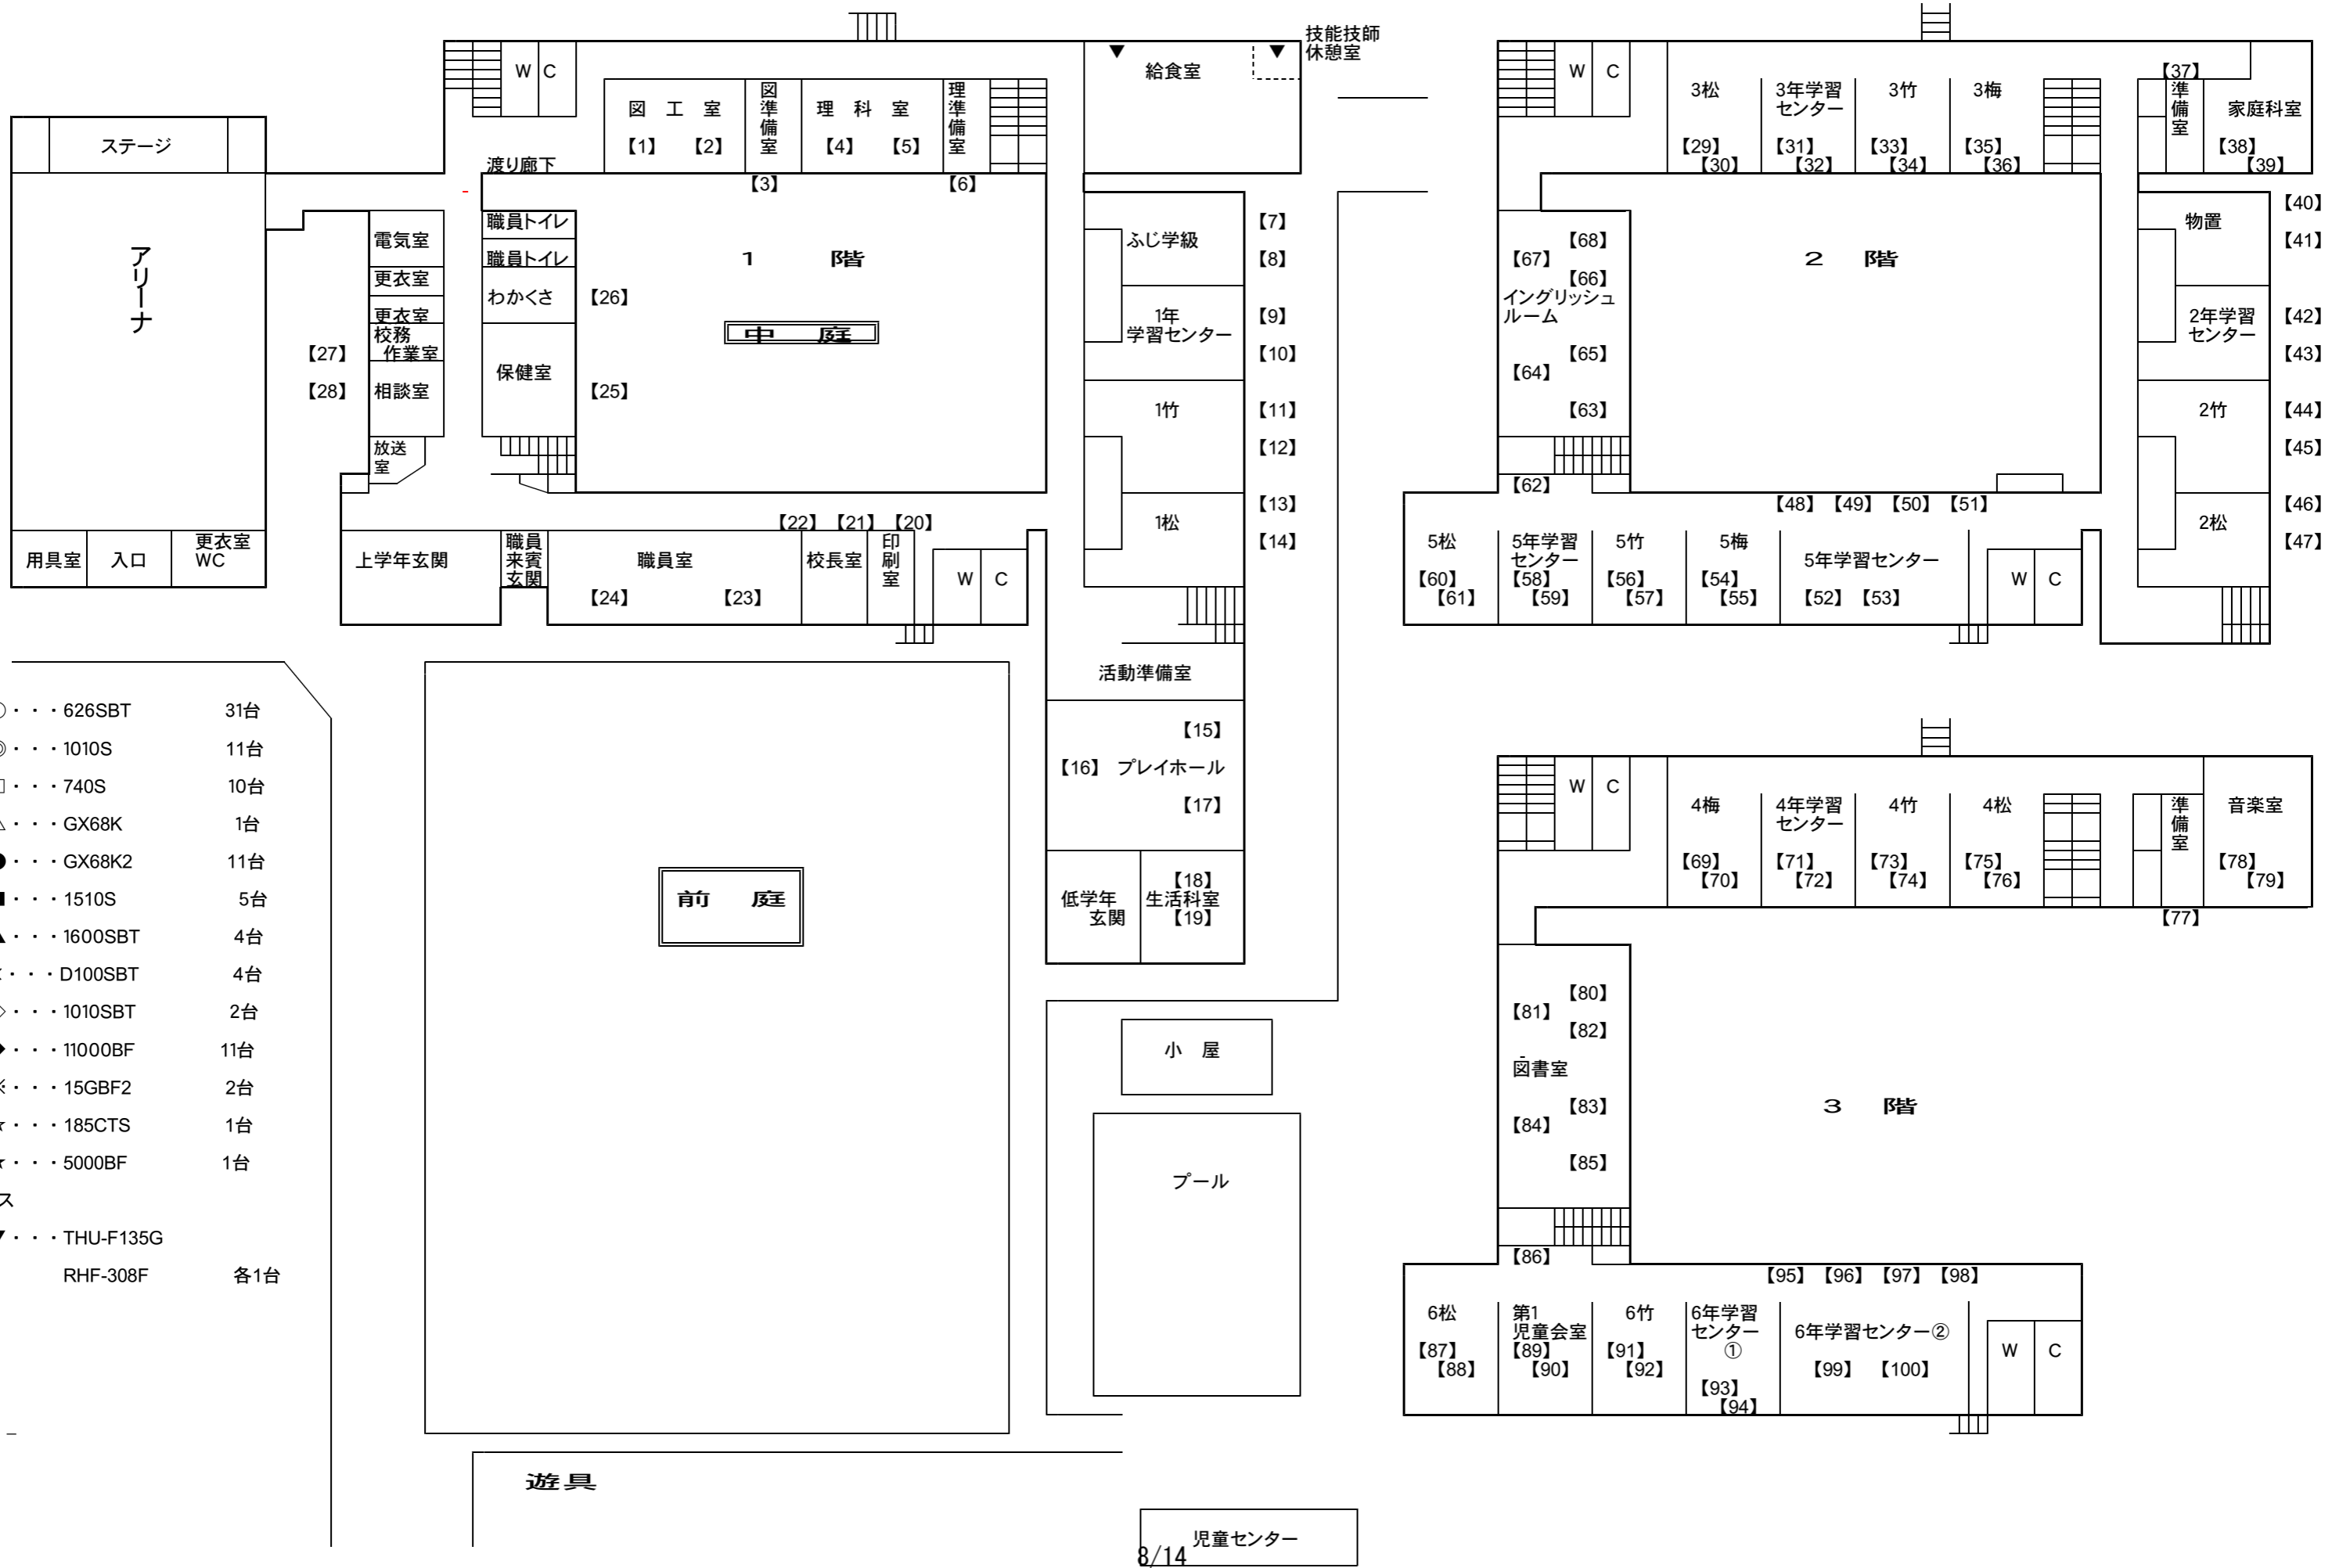 技能技師
休憩室
▼
▼
給食室
W C
図 工 室
【1】 【2】
図準備室
【3】
理 科 室
【4】 【5】
理準備室
【6】
ステージ
渡り廊下
アリーナ
電気室
更衣室
更衣室
校務
作業室
【27】
【28】
相談室
放送
室
職員トイレ
職員トイレ
わかくさ
【26】
保健室
【25】
1 階
中 庭
ふじ学級
【7】
【8】
1年
学習センター
【9】
【10】
1竹
【11】
【12】
1松
【13】
【14】
用具室
入口
更衣室
WC
上学年玄関
職員来賓玄関
職員室
【24】 【23】
【22】 【21】 【20】
校長室
印刷室
W C
活動準備室
【15】
【16】 プレイホール
【17】
低学年
玄関
【18】
生活科室
【19】
前 庭
小 屋
プール
遊具
児童センター
・・・626SBT 31台
・・・1010S 11台
・・・740S 10台
・・・GX68K 1台
・・・GX68K2 11台
・・・1510S 5台
・・・1600SBT 4台
・・・D100SBT 4台
・・・1010SBT 2台
・・・11000BF 11台
・・・15GBF2 2台
・・・185CTS 1台
・・・5000BF 1台
ス
・・・THU-F135G
RHF-308F 各1台
W C
3松
【29】
【30】
3年学習
センター
【31】
【32】
3竹
【33】
【34】
3梅
【35】
【36】
【37】
準備室
家庭科室
【38】
【39】
物置
【40】
【41】
2年学習
センター
【42】
【43】
2竹
【44】
【45】
2松
【46】
【47】
2 階
【68】
【67】
【66】
イングリッシュ
ルーム
【65】
【64】
【63】
【62】
【48】 【49】 【50】 【51】
5松
【60】
【61】
5年学習
センター
【58】
【59】
5竹
【56】
【57】
5梅
【54】
【55】
5年学習センター
【52】 【53】
W C
W C
4梅
【69】
【70】
4年学習
センター
【71】
【72】
4竹
【73】
【74】
4松
【75】
【76】
準備室
【77】
音楽室
【78】
【79】
3 階
【80】
【81】
【82】
図書室
【83】
【84】
【85】
【86】
【95】 【96】 【97】 【98】
6松
【87】
【88】
第1
児童会室
【89】
【90】
6竹
【91】
【92】
6年学習
センター
①
【93】
【94】
6年学習センター②
【99】 【100】
W C
8/14